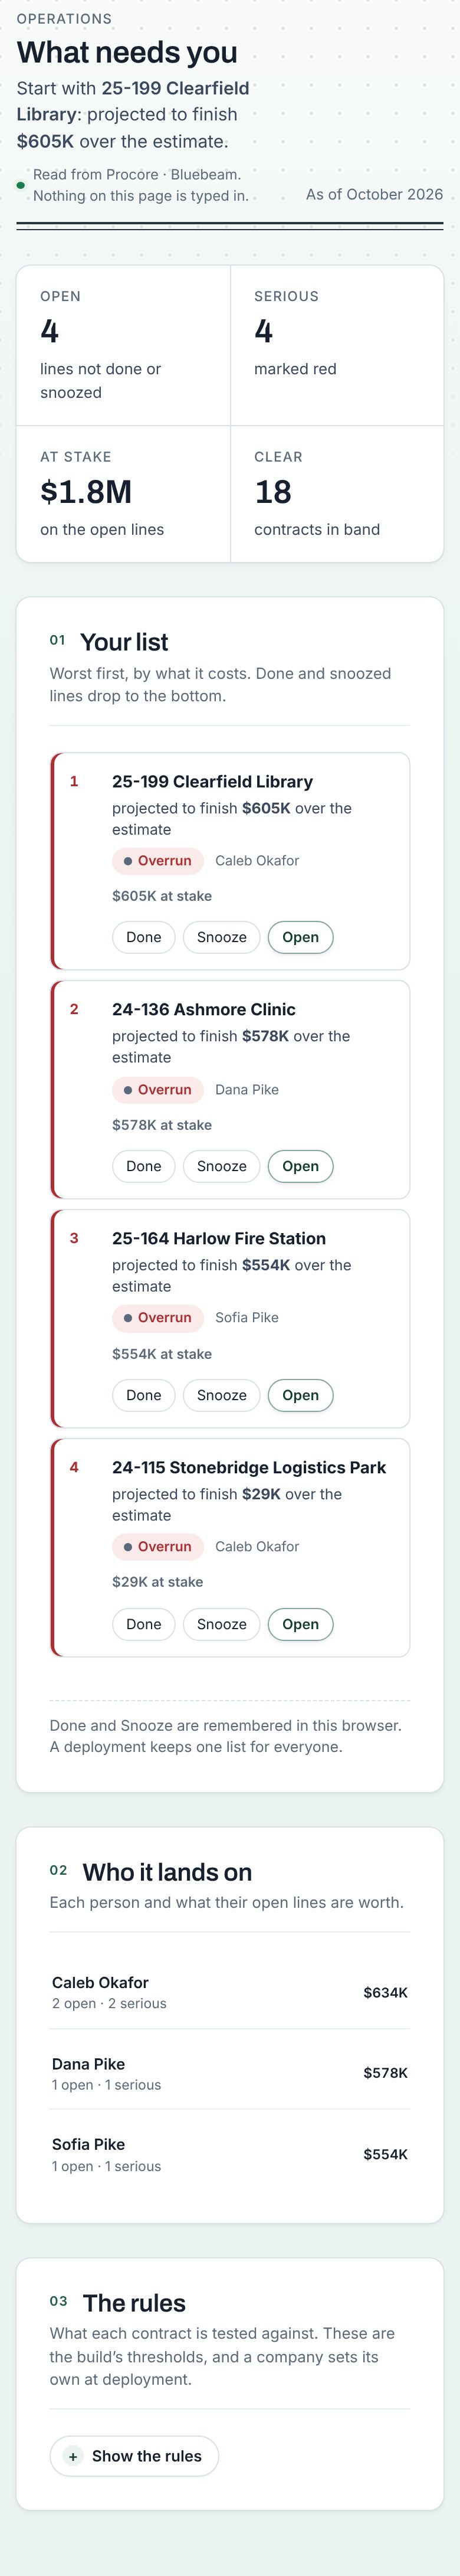 OPERATIONS
What needs you
Start with 25-199 Clearfield
Library: projected to finish
$605K over the estimate.
Read from Procore · Bluebeam.
Nothing on this page is typed in.
As of October 2026
OPEN
4
lines not done or
snoozed
SERIOUS
4
marked red
AT STAKE
$1.8M
on the open lines
CLEAR
18
contracts in band
01 Your list
Worst first, by what it costs. Done and snoozed
lines drop to the bottom.
1 25-199 Clearfield Library
projected to finish $605K over the
estimate
Overrun Caleb Okafor
$605K at stake
Done Snooze Open
2 24-136 Ashmore Clinic
projected to finish $578K over the
estimate
Overrun Dana Pike
$578K at stake
Done Snooze Open
3 25-164 Harlow Fire Station
projected to finish $554K over the
estimate
Overrun Sofia Pike
$554K at stake
Done Snooze Open
4 24-115 Stonebridge Logistics Park
projected to finish $29K over the
estimate
Overrun Caleb Okafor
$29K at stake
Done Snooze Open
Done and Snooze are remembered in this browser.
A deployment keeps one list for everyone.
02 Who it lands on
Each person and what their open lines are worth.
Caleb Okafor
2 open · 2 serious
$634K
Dana Pike
1 open · 1 serious
$578K
Sofia Pike
1 open · 1 serious
$554K
03 The rules
What each contract is tested against. These are
the build’s thresholds, and a company sets its
own at deployment.
+ Show the rules